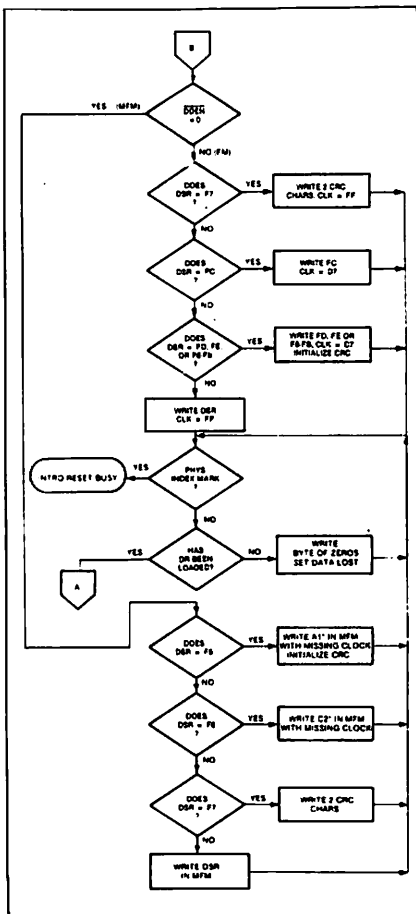 B
YES (MFM)
DDEN
= 0
NO (FM)
DOES
DSR = F7
?
YES
WRITE 2 CRC
CHARS. CLK = FF
NO
DOES
DSR = FC
?
YES
WRITE FC
CLK = D7
NO
DOES
DSR = FD, FE
OR F8-FB
?
YES
WRITE FD, FE OR
F8-FB, CLK = C7
INITIALIZE CRC
NO
WRITE DSR
CLK = FF
NTRQ RESET BUSY
YES
PHYS
INDEX MARK
?
NO
YES
HAS
DR BEEN
LOADED?
NO
WRITE
BYTE OF ZEROS
SET DATA LOST
A
DOES
DSR = F5
YES
WRITE A1* IN MFM
WITH MISSING CLOCK
INITIALIZE CRC
NO
DOES
DSR = F6
?
YES
WRITE C2* IN MFM
WITH MISSING CLOCK
NO
DOES
DSR = F7
?
YES
WRITE 2 CRC
CHARS
NO
WRITE DSR
IN MFM